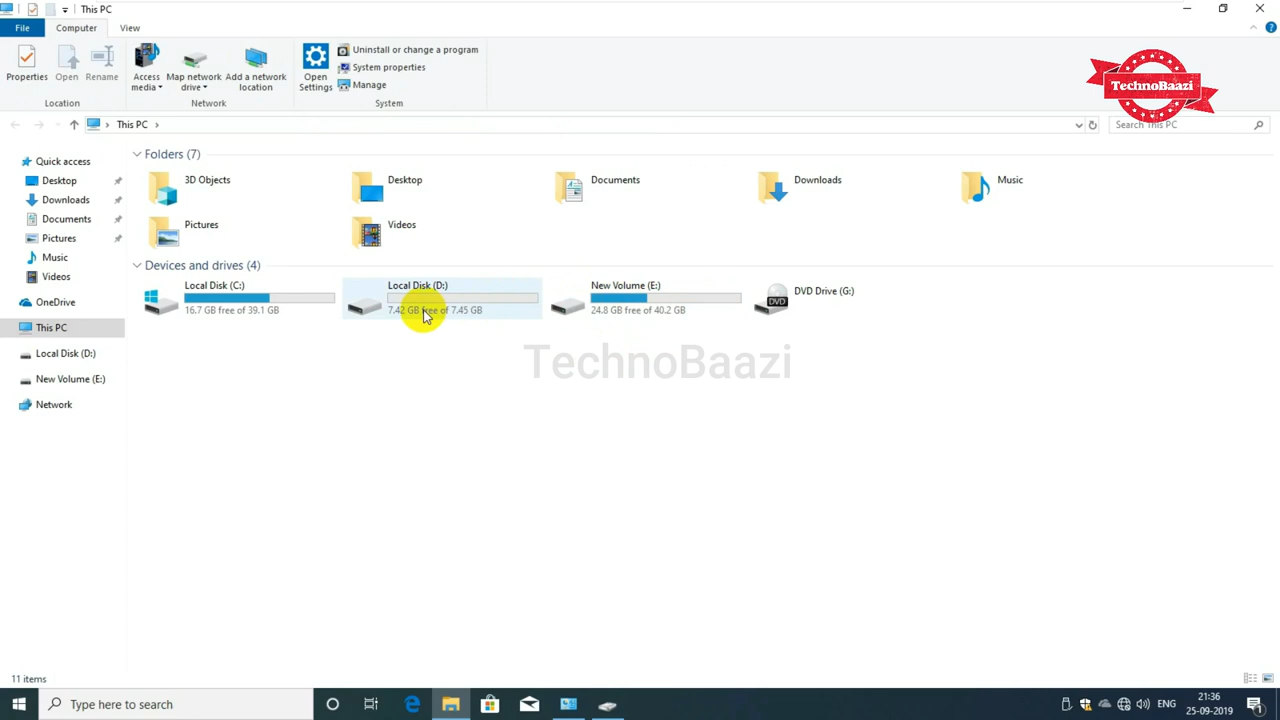 This PC
File Computer View
Properties Open Rename Access media Map network drive Add a network location Open Settings Uninstall or change a program
System properties
Manage
Location Network System
TechnoBaazi
This PC Search This PC
Quick access
Desktop
Downloads
Documents
Pictures
Music
Videos
OneDrive
This PC
Local Disk (D:)
New Volume (E:)
Network
Folders (7)
3D Objects Desktop Documents Downloads Music
Pictures Videos
Devices and drives (4)
Local Disk (C:) Local Disk (D:) New Volume (E:) DVD Drive (G:)
16.7 GB free of 39.1 GB 7.42 GB free of 7.45 GB 24.8 GB free of 40.2 GB
DVD
TechnoBaazi
11 items
Type here to search ENG 21:36
25-09-2019
1